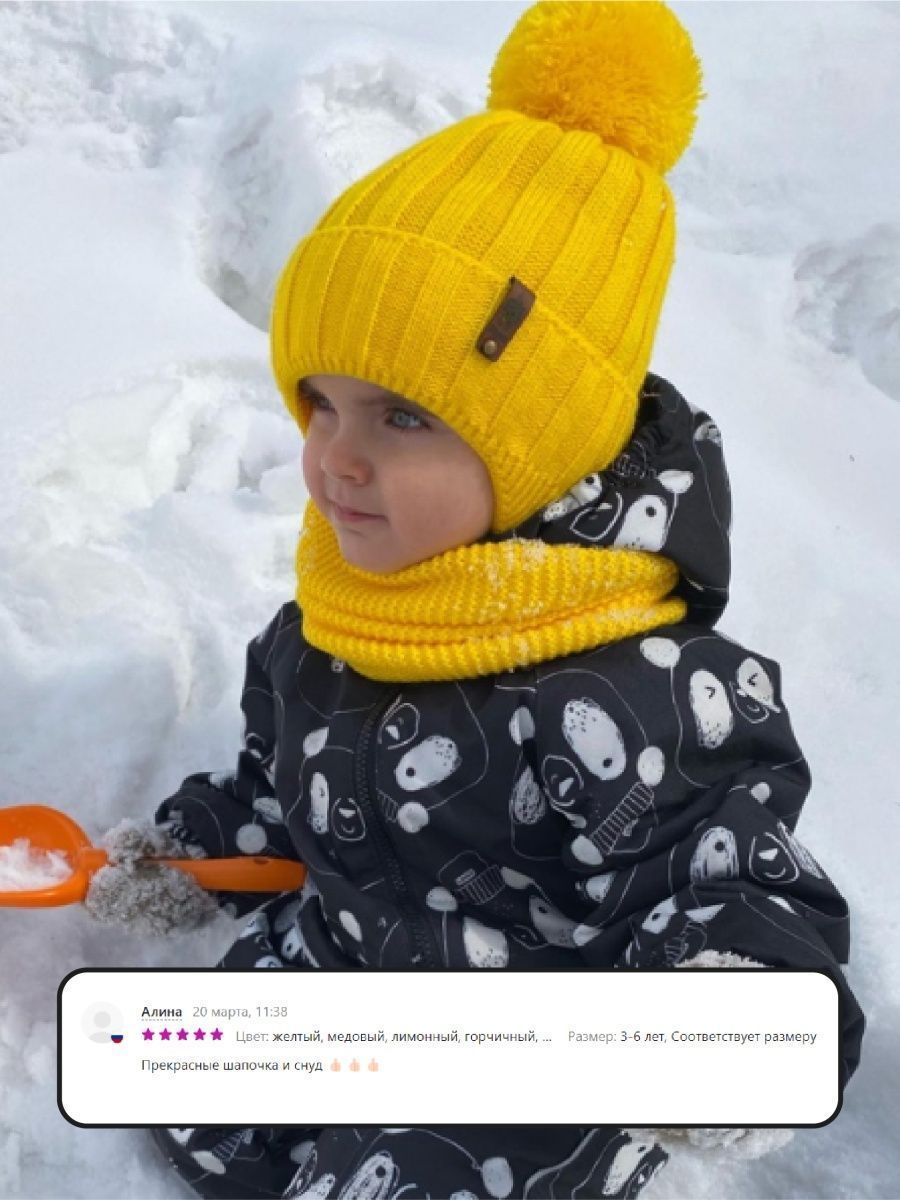 Алина 20 марта, 11:38
Цвет: желтый, медовый, лимонный, горчичный, ... Размер: 3-6 лет, Соответствует размеру
Прекрасные шапочка и снуд 👍🏻 👍🏻 👍🏻